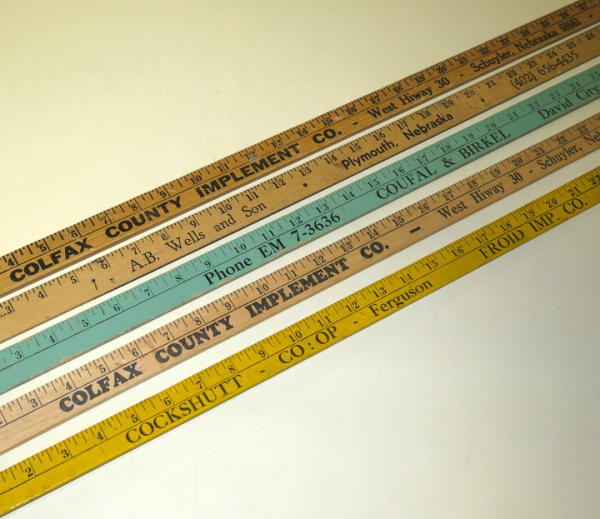 COLFAX COUNTY IMPLEMENT CO. - West Hiway 30 - Schuyler, Nebraska 68661 -
A.B. Wells and Son • Plymouth, Nebraska • (402) 656-4435
Phone EM 7-3636 COUFAL & BIRKEL David City
COLFAX COUNTY IMPLEMENT CO. - West Hiway 30 - Schuyler, Ne
COCKSHUTT - CO:OP - Ferguson FROID IMP. CO.